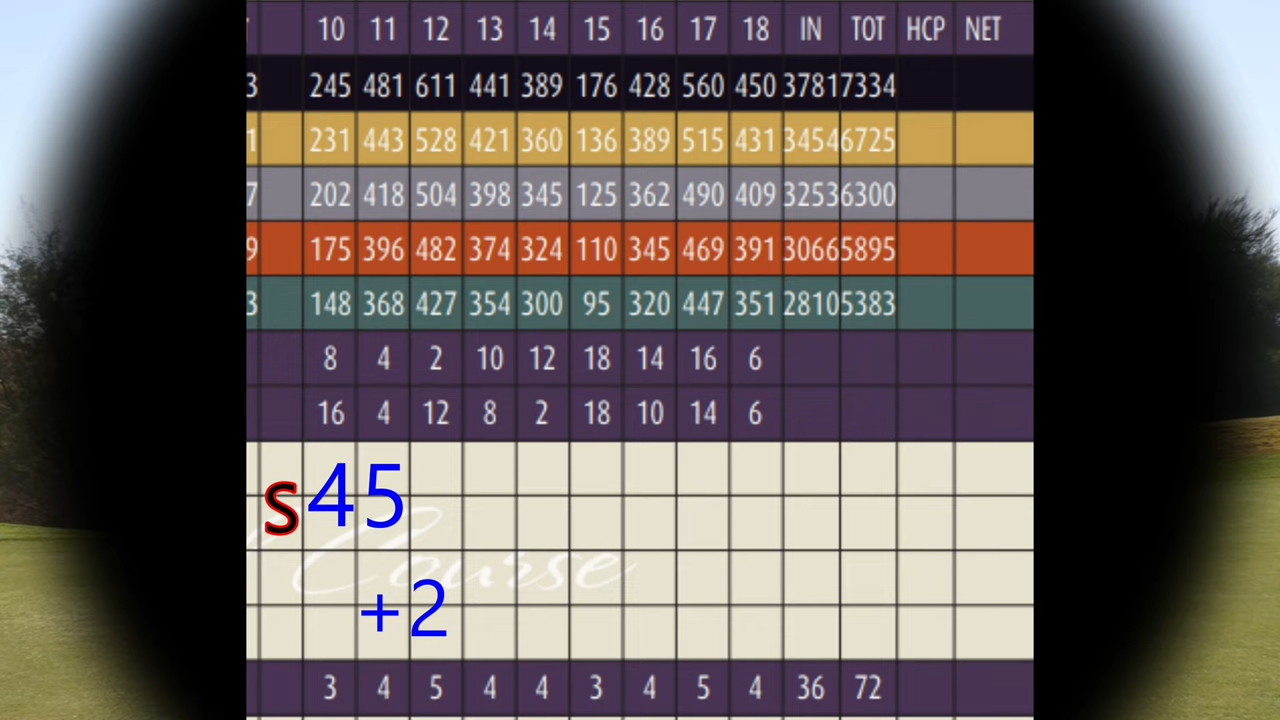 10 11 12 13 14 15 16 17 18 IN TOT HCP NET
3 245 481 611 441 389 176 428 560 450 3781 7334
1 231 443 528 421 360 136 389 515 431 3454 6725
7 202 418 504 398 345 125 362 490 409 3253 6300
9 175 396 482 374 324 110 345 469 391 3066 5895
3 148 368 427 354 300 95 320 447 351 2810 5383
8 4 2 10 12 18 14 16 6
16 4 12 8 2 18 10 14 6
s 4 5
Course
+2
3 4 5 4 4 3 4 5 4 36 72